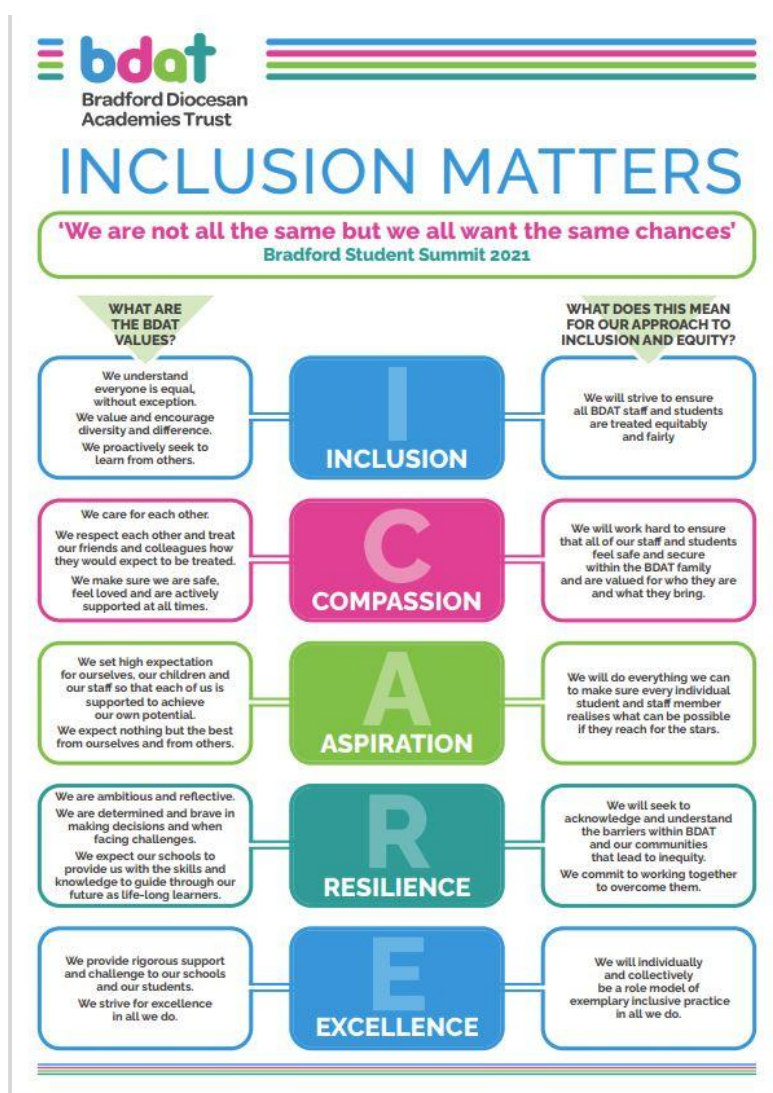 bdat
Bradford Diocesan
Academies Trust
INCLUSION MATTERS
‘We are not all the same but we all want the same chances’
Bradford Student Summit 2021
WHAT ARE
THE BDAT
VALUES?
WHAT DOES THIS MEAN
FOR OUR APPROACH TO
INCLUSION AND EQUITY?
We understand
everyone is equal,
without exception.
We value and encourage
diversity and difference.
We proactively seek to
learn from others.
I
INCLUSION
We will strive to ensure
all BDAT staff and students
are treated equitably
and fairly
We care for each other.
We respect each other and treat
our friends and colleagues how
they would expect to be treated.
We make sure we are safe,
feel loved and are actively
supported at all times.
C
COMPASSION
We will work hard to ensure
that all of our staff and students
feel safe and secure
within the BDAT family
and are valued for who they are
and what they bring.
We set high expectation
for ourselves, our children and
our staff so that each of us is
supported to achieve
our own potential.
We expect nothing but the best
from ourselves and from others.
A
ASPIRATION
We will do everything we can
to make sure every individual
student and staff member
realises what can be possible
if they reach for the stars.
We are ambitious and reflective.
We are determined and brave in
making decisions and when
facing challenges.
We expect our schools to
provide us with the skills and
knowledge to guide through our
future as life-long learners.
R
RESILIENCE
We will seek to
acknowledge and understand
the barriers within BDAT
and our communities
that lead to inequity.
We commit to working together
to overcome them.
We provide rigorous support
and challenge to our schools
and our students.
We strive for excellence
in all we do.
E
EXCELLENCE
We will individually
and collectively
be a role model of
exemplary inclusive practice
in all we do.